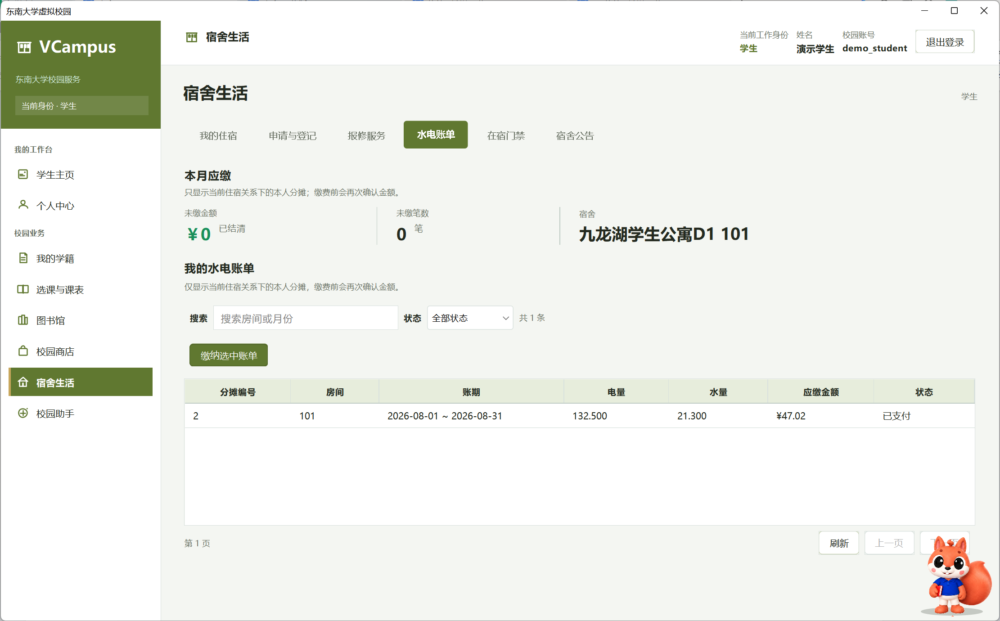 东南大学虚拟校园
VCampus
东南大学校园服务
当前身份 · 学生
我的工作台
学生主页
个人中心
校园业务
我的学籍
选课与课表
图书馆
校园商店
宿舍生活
校园助手
宿舍生活
当前工作身份
学生
姓名
演示学生
校园账号
demo_student
退出登录
宿舍生活
学生
我的住宿
申请与登记
报修服务
水电账单
在宿门禁
宿舍公告
本月应缴
只显示当前住宿关系下的本人分摊；缴费前会再次确认金额。
未缴金额
¥0 已结清
未缴笔数
0 笔
宿舍
九龙湖学生公寓D1 101
我的水电账单
仅显示当前住宿关系下的本人分摊，缴费前会再次确认金额。
搜索 搜索房间或月份 状态 全部状态 共 1 条
缴纳选中账单
分摊编号 房间 账期 电量 水量 应缴金额 状态
2 101 2026-08-01 ~ 2026-08-31 132.500 21.300 ¥47.02 已支付
第 1 页
刷新
上一页